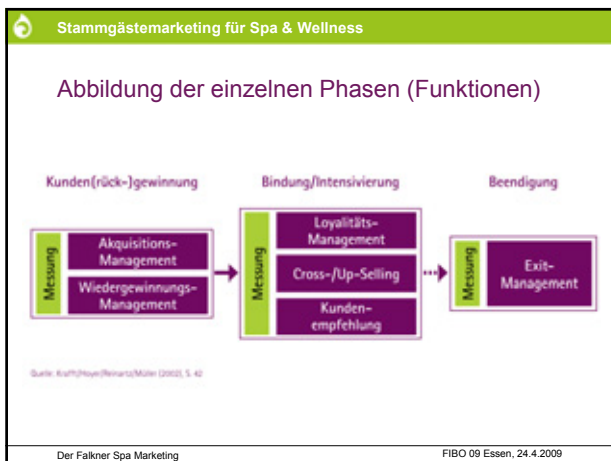 Stammgästemarketing für Spa & Wellness
Abbildung der einzelnen Phasen (Funktionen)
Kunden(rück-)gewinnung
Messung
Akquisitions-
Management
Wiedergewinnungs-
Management
Bindung/Intensivierung
Messung
Loyalitäts-
Management
Cross-/Up-Selling
Kunden-
empfehlung
Beendigung
Messung
Exit-
Management
Quelle: Krafft/Hoyer/Reinartz/Müller (2002), S. 42
Der Falkner Spa Marketing
FIBO 09 Essen, 24.4.2009